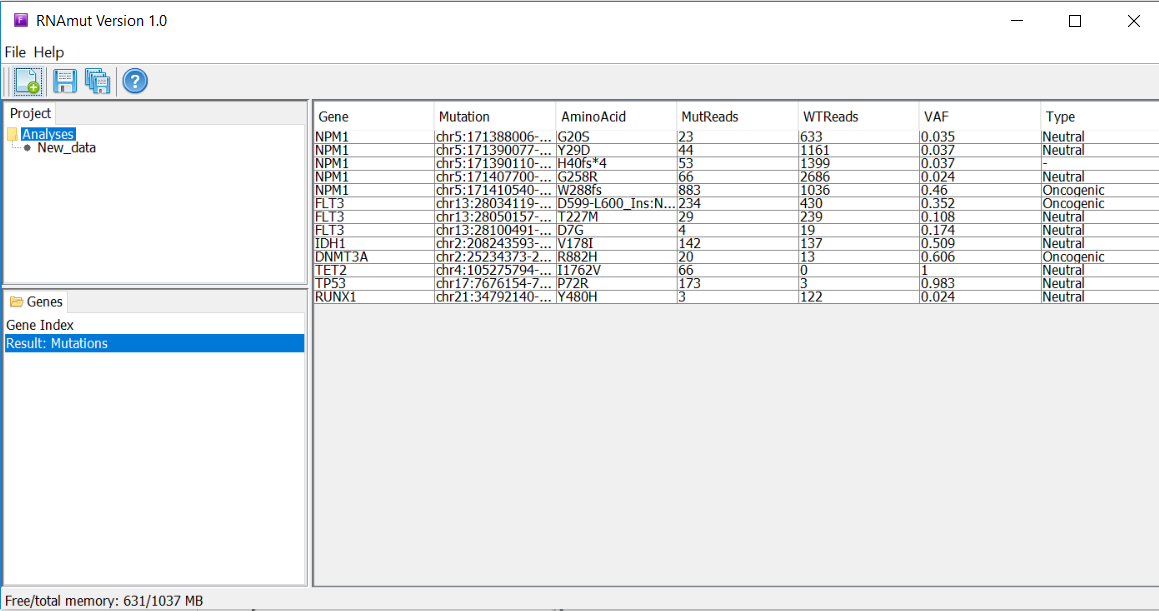 RNAmut Version 1.0
File Help
Project
Analyses
New_data
Genes
Gene Index
Result: Mutations
Gene Mutation AminoAcid MutReads WTReads VAF Type
NPM1 chr5:171388006-... G20S 23 633 0.035 Neutral
NPM1 chr5:171390077-... Y29D 44 1161 0.037 Neutral
NPM1 chr5:171390110-... H40fs*4 53 1399 0.037 -
NPM1 chr5:171407700-... G258R 66 2686 0.024 Neutral
NPM1 chr5:171410540-... W288fs 883 1036 0.46 Oncogenic
FLT3 chr13:28034119-... D599-L600_Ins:N... 234 430 0.352 Oncogenic
FLT3 chr13:28050157-... T227M 29 239 0.108 Neutral
FLT3 chr13:28100491-... D7G 4 19 0.174 Neutral
IDH1 chr2:208243593-... V178I 142 137 0.509 Neutral
DNMT3A chr2:25234373-2... R882H 20 13 0.606 Oncogenic
TET2 chr4:105275794-... I1762V 66 0 1 Neutral
TP53 chr17:7676154-7... P72R 173 3 0.983 Neutral
RUNX1 chr21:34792140-... Y480H 3 122 0.024 Neutral
Free/total memory: 631/1037 MB